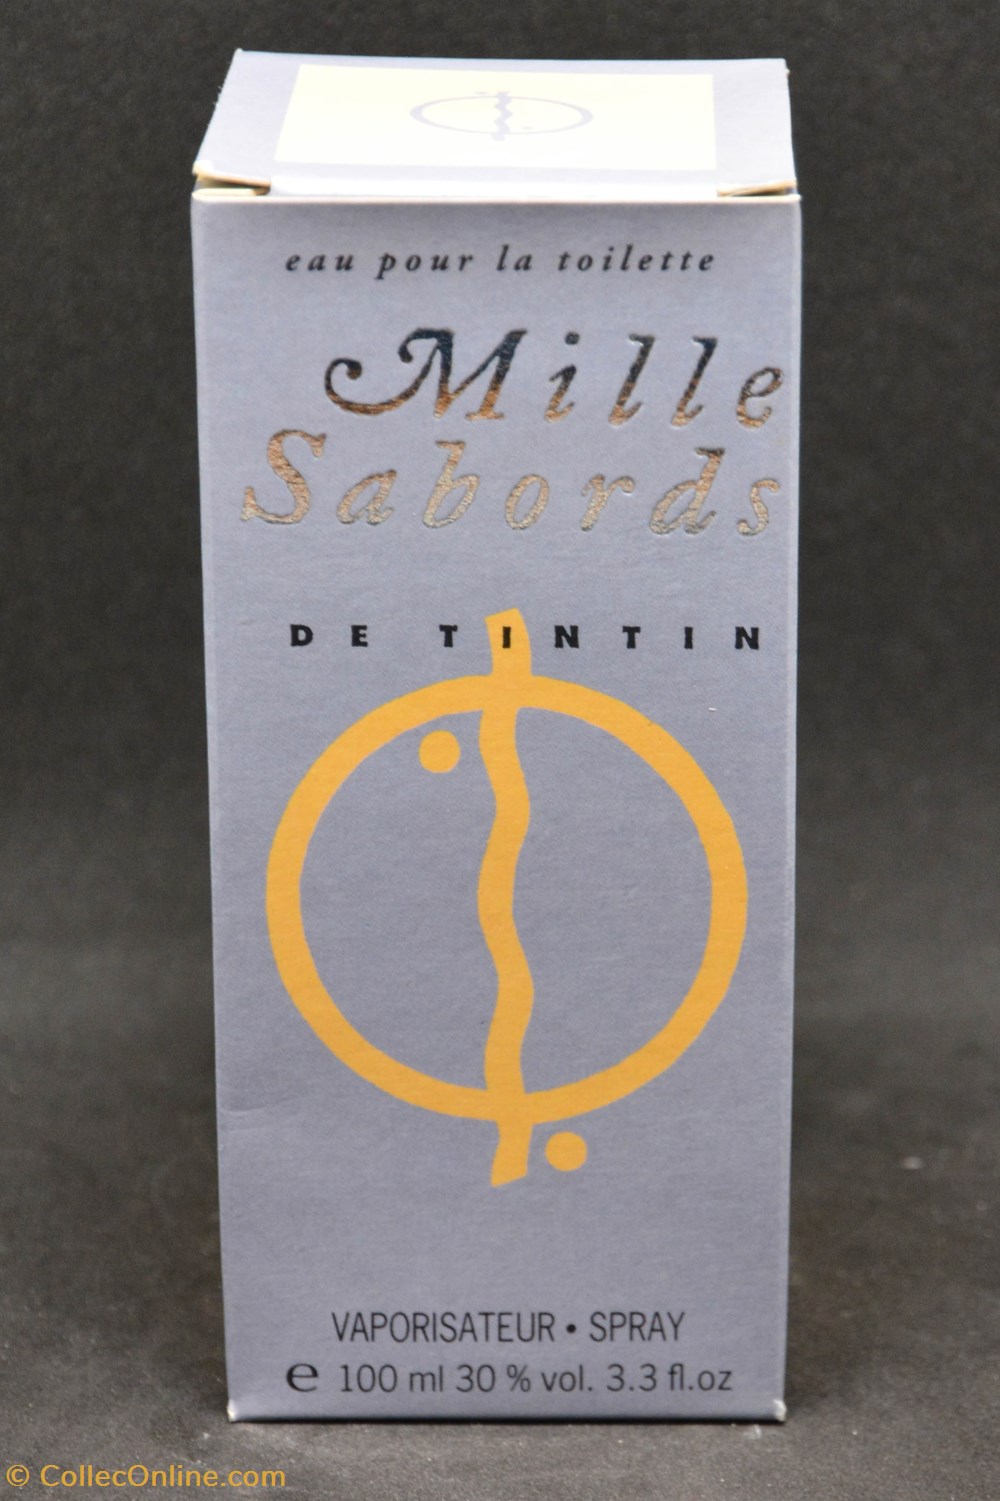 eau pour la toilette
Mille
Sabords
DE TINTIN
VAPORISATEUR • SPRAY
℮ 100 ml 30 % vol. 3.3 fl.oz
© CollecOnline.com